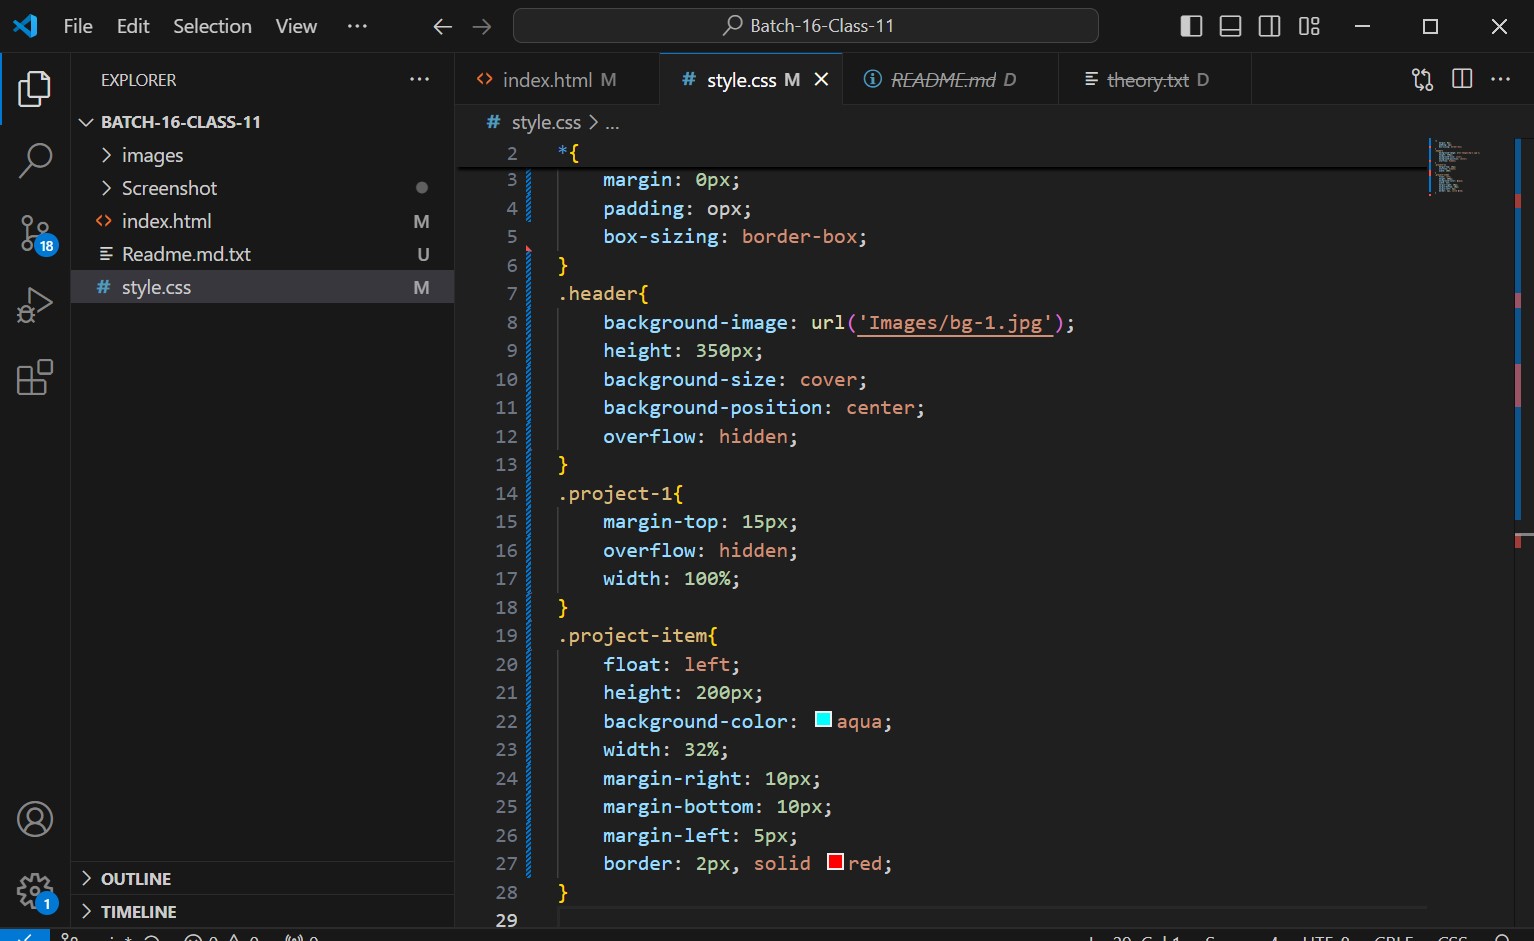 File Edit Selection View ··· Batch-16-Class-11
EXPLORER ···
BATCH-16-CLASS-11
images
Screenshot
index.html M
Readme.md.txt U
style.css M
18
1
OUTLINE
TIMELINE
index.html M # style.css M README.md D theory.txt D
# style.css > ...
2 *{
3 margin: 0px;
4 padding: opx;
5 box-sizing: border-box;
6 }
7 .header{
8 background-image: url('Images/bg-1.jpg');
9 height: 350px;
10 background-size: cover;
11 background-position: center;
12 overflow: hidden;
13 }
14 .project-1{
15 margin-top: 15px;
16 overflow: hidden;
17 width: 100%;
18 }
19 .project-item{
20 float: left;
21 height: 200px;
22 background-color: aqua;
23 width: 32%;
24 margin-right: 10px;
25 margin-bottom: 10px;
26 margin-left: 5px;
27 border: 2px, solid red;
28 }
29